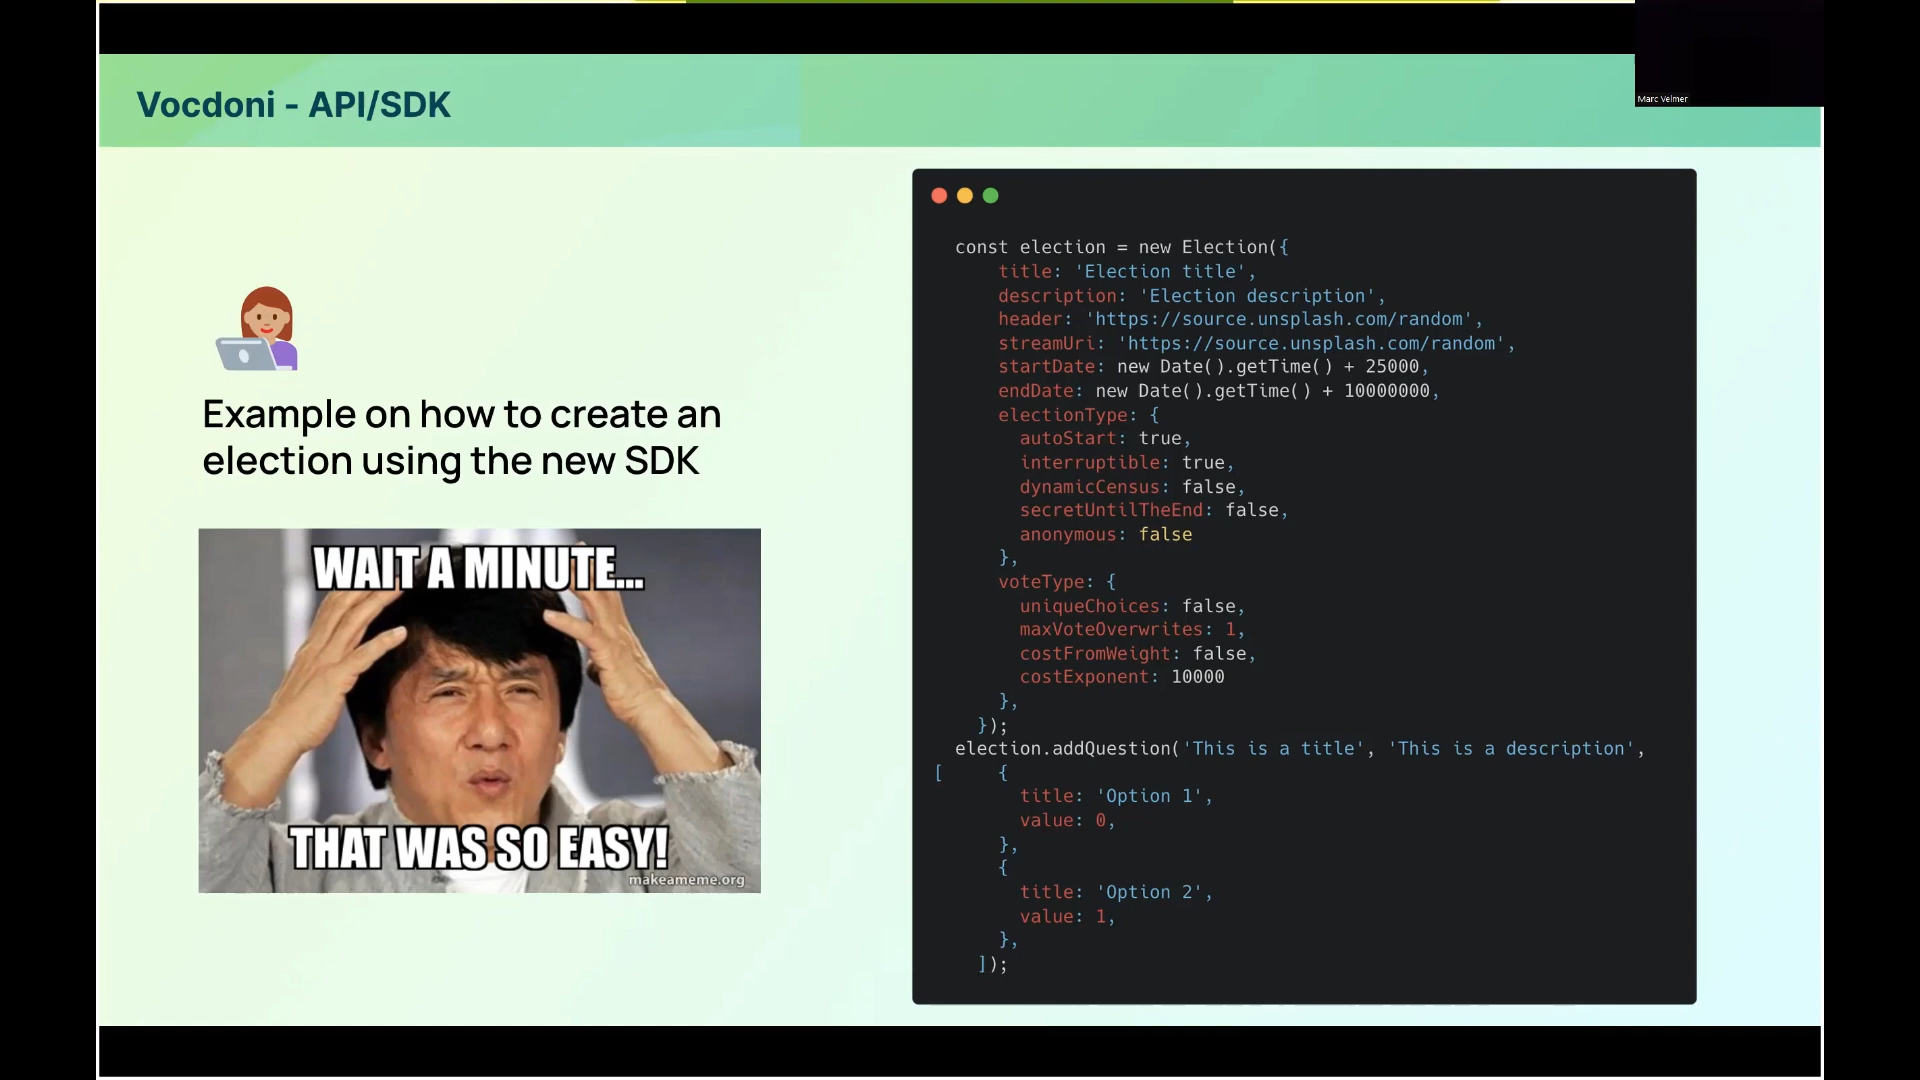 Marc Velmer
Vocdoni - API/SDK
Example on how to create an
election using the new SDK
WAIT A MINUTE...
THAT WAS SO EASY!
makeameme.org
const election = new Election({
title: 'Election title',
description: 'Election description',
header: 'https://source.unsplash.com/random',
streamUri: 'https://source.unsplash.com/random',
startDate: new Date().getTime() + 25000,
endDate: new Date().getTime() + 10000000,
electionType: {
autoStart: true,
interruptible: true,
dynamicCensus: false,
secretUntilTheEnd: false,
anonymous: false
},
voteType: {
uniqueChoices: false,
maxVoteOverwrites: 1,
costFromWeight: false,
costExponent: 10000
},
});
election.addQuestion('This is a title', 'This is a description',
[ {
title: 'Option 1',
value: 0,
},
{
title: 'Option 2',
value: 1,
},
]);